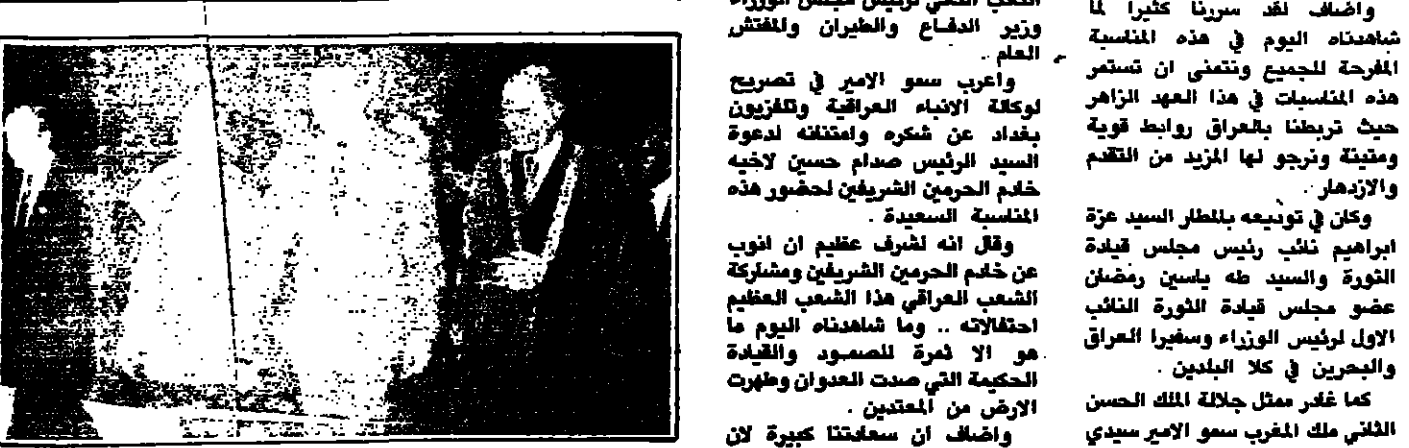 واضاف لقد سررنا كثيرا لما
شاهدناه اليوم في هذه المناسبة
المفرحة للجميع ونتمنى ان تستمر
هذه المناسبات في هذا العهد الزاهر
حيث تربطنا بالعراق روابط قوية
ومتينة ونرجو لها المزيد من التقدم
والازدهار .
وكان في توديعه بالمطار السيد عزة
ابراهيم نائب رئيس مجلس قيادة
الثورة والسيد طه ياسين رمضان
عضو مجلس قيادة الثورة النائب
الاول لرئيس الوزراء وسفيرا العراق
والبحرين في كلا البلدين .
كما غادر ممثل جلالة الملك الحسن
الثاني ملك المغرب سمو الامير سيدي
النائب الثاني لرئيس مجلس الوزراء
وزير الدفـاع والطيران والمفتش
العام .
واعرب سمو الامير في تصريح
لوكالة الانباء العراقية وتلفزيون
بغداد عن شكره وامتنانه لدعوة
السيد الرئيس صدام حسين لاخيه
خادم الحرمين الشريفين لحضور هذه
المناسبة السعيدة .
وقال انه لشرف عظيم ان انوب
عن خادم الحرمين الشريفين ومشاركة
الشعب العراقي هذا الشعب العظيم
احتفالاته .. وما شاهدناه اليوم ما
هو الا ثمرة للصمـود والقيادة
الحكيمة التي صدت العدوان وطهرت
الارض من المعتدين .
واضاف ان سعادتنا كبيرة لان